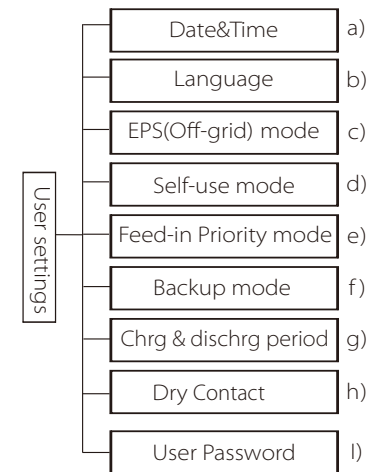 Date&Time a)
Language b)
EPS(Off-grid) mode c)
Self-use mode d)
User settings
Feed-in Priority mode e)
Backup mode f)
Chrg & dischrg period g)
Dry Contact h)
User Password l)